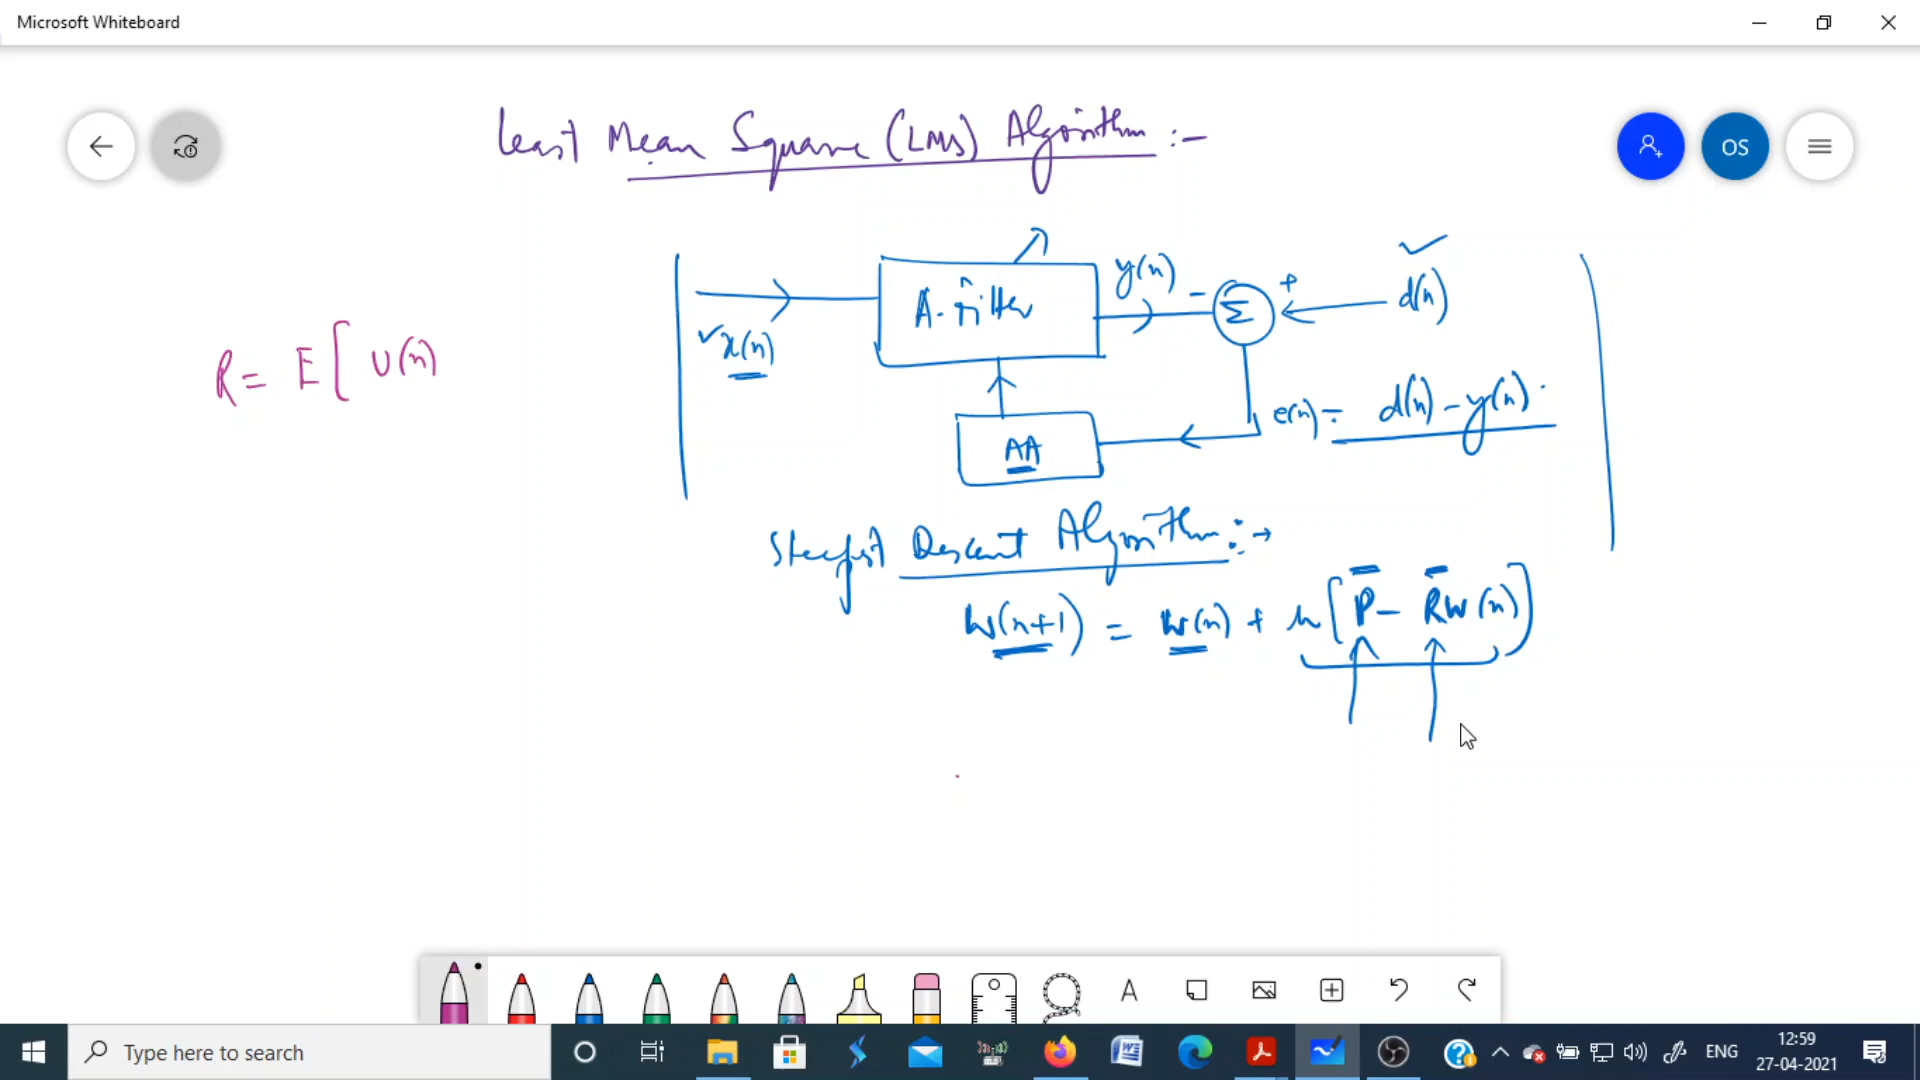 Microsoft Whiteboard
Least Mean Square (LMS) Algorithm :-
OS
x(n)
A. Filter
y(n)
-
Σ
+
d(n)
AA
e(n) = d(n) - y(n).
R = E[ U(n)
Steepest Descent Algorithm :→
W(n+1) = W(n) + μ[P - RW(n)]
Type here to search
ENG
12:59
27-04-2021